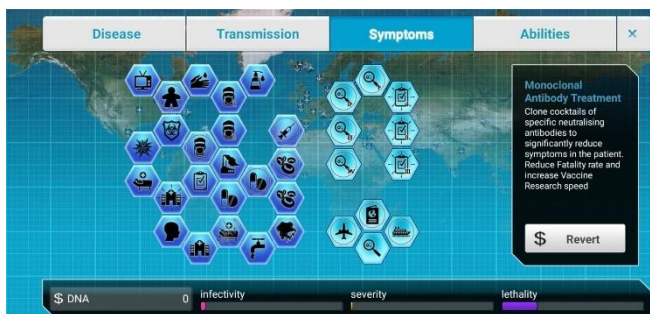 Disease
Transmission
Symptoms
Abilities
×
Monoclonal
Antibody Treatment
Clone cocktails of
specific neutralising
antibodies to
significantly reduce
symptoms in the patient.
Reduce Fatality rate and
increase Vaccine
Research speed
$ Revert
$ DNA 0
infectivity
severity
lethality